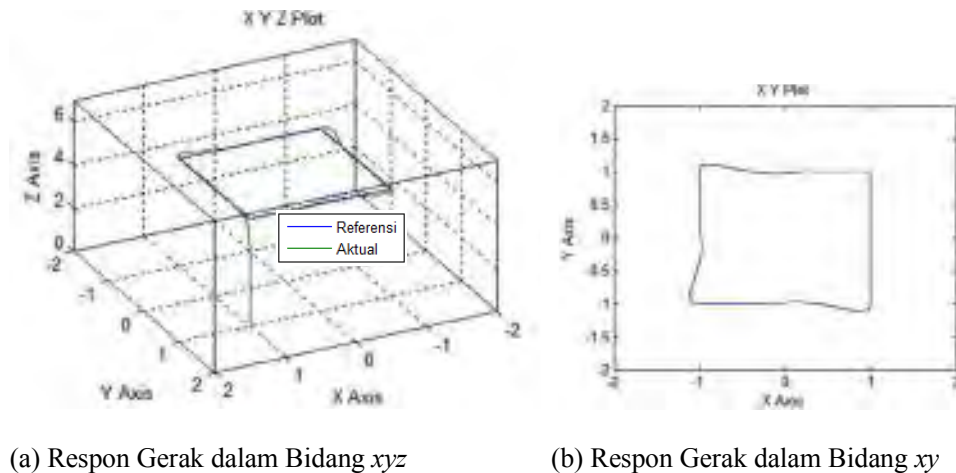 X Y Z Plot
6
4
2
0
Z Axis
-2
-1
0
1
2
Y Axis
2
1
0
-1
-2
X Axis
Referensi
Aktual
X Y Plot
2
1.5
1
0.5
0
-0.5
-1
-1.5
-2
Y Axis
-2
-1
0
1
2
X Axis
(a) Respon Gerak dalam Bidang xyz
(b) Respon Gerak dalam Bidang xy